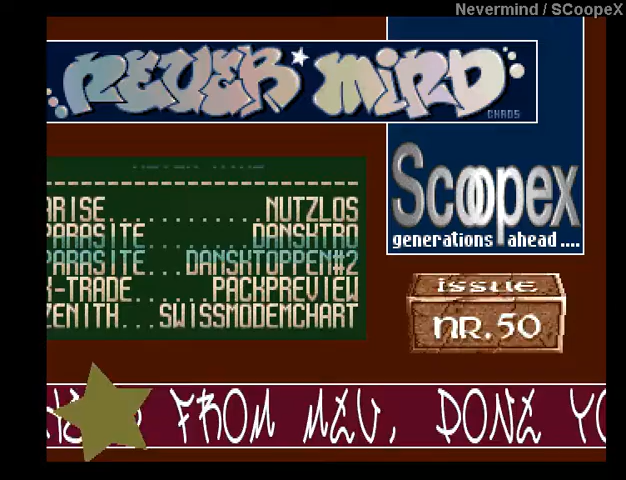 Nevermind / SCoopeX
NEVER MIND
CHAOS
Scoopex
generations ahead ....
ARISE............NUTZLOS
PARASITE........DANSKTRO
PARASITE...DANSKTOPPEN#2
X-TRADE......PACKPREVIEW
ZENITH...SWISSMODEMCHART
ISSUE
NR.50
FROM MEV, DONE YO